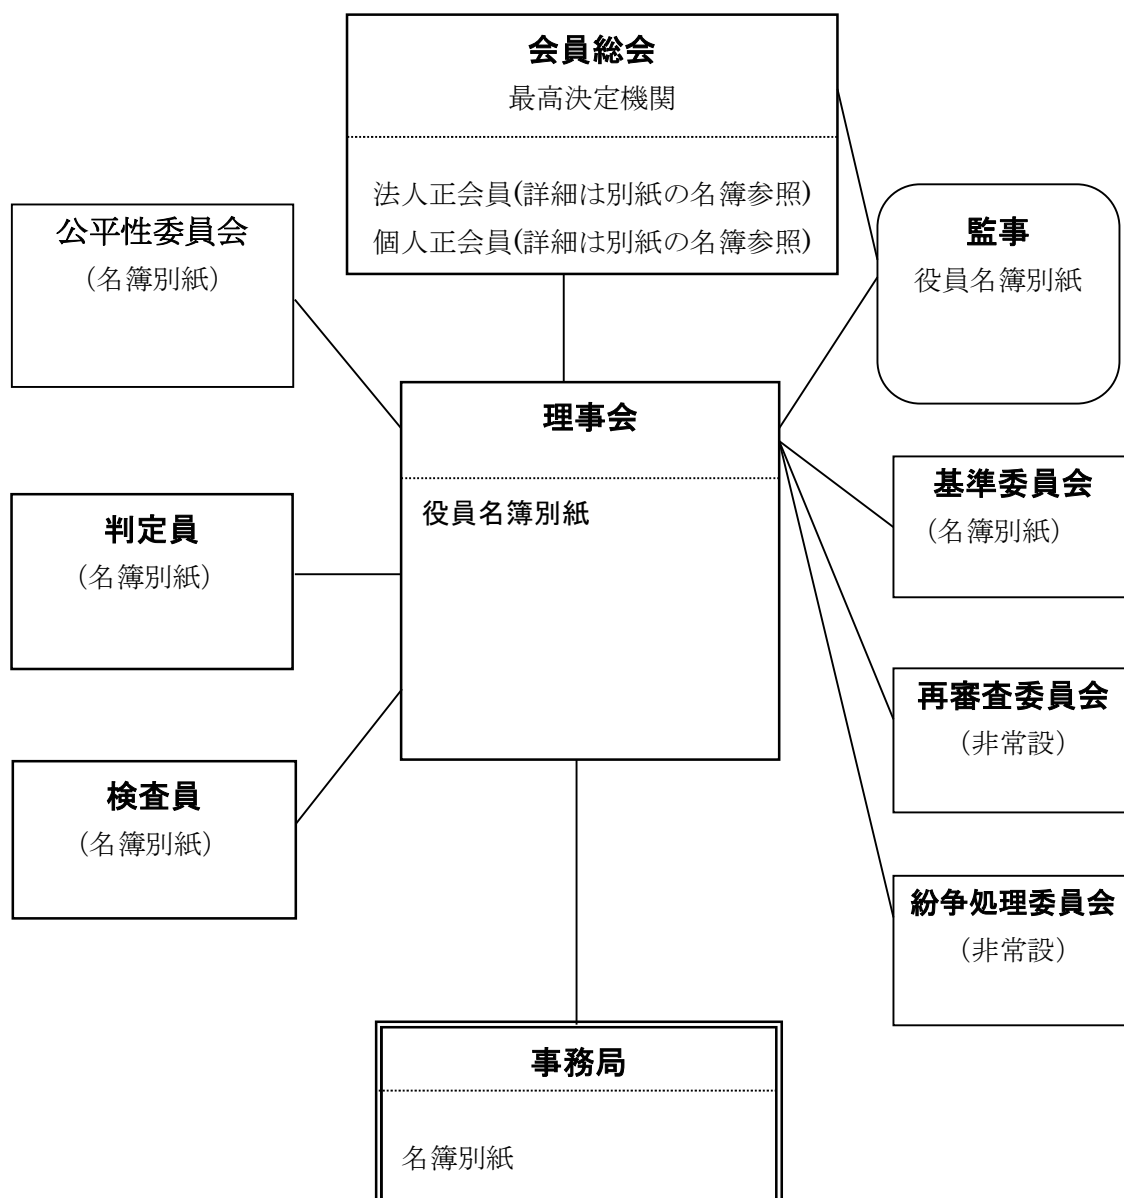 会員総会
最高決定機関
法人正会員(詳細は別紙の名簿参照)
個人正会員(詳細は別紙の名簿参照)
公平性委員会
（名簿別紙）
監事
役員名簿別紙
理事会
役員名簿別紙
判定員
（名簿別紙）
基準委員会
（名簿別紙）
再審査委員会
（非常設）
検査員
（名簿別紙）
紛争処理委員会
（非常設）
事務局
名簿別紙